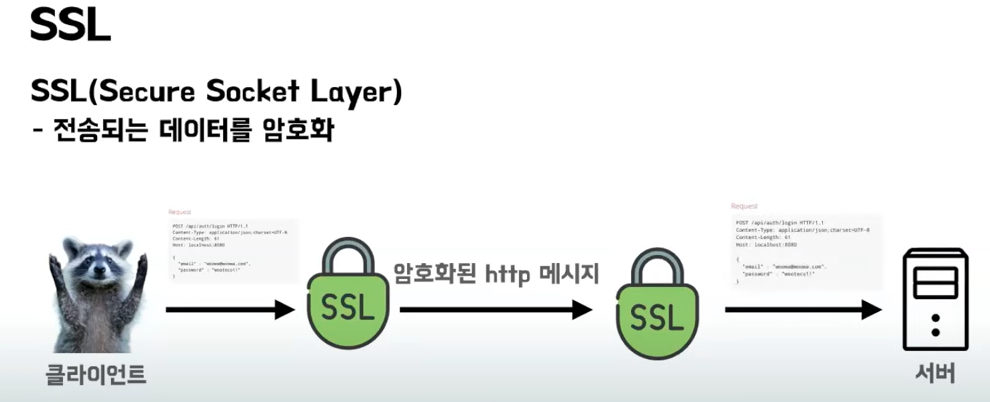 SSL
SSL(Secure Socket Layer)
- 전송되는 데이터를 암호화
Request
POST /api/auth/login HTTP/1.1
Content-Type: application/json;charset=UTF-8
Content-Length: 61
Host: localhost:8080
{
"email" : "wooma@wooma.com",
"password" : "wooteco!!"
}
SSL
암호화된 http 메시지
SSL
Request
POST /api/auth/login HTTP/1.1
Content-Type: application/json;charset=UTF-8
Content-Length: 61
Host: localhost:8080
{
"email" : "wooma@wooma.com",
"password" : "wooteco!!"
}
클라이언트
서버